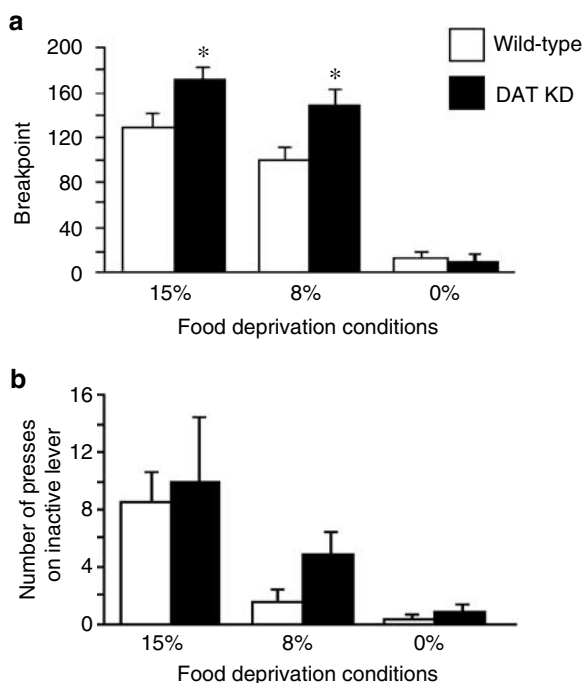 a
200
160
120
80
40
0
Breakpoint
*
*
Wild-type
DAT KD
15% 8% 0%
Food deprivation conditions
b
16
12
8
4
0
Number of presses
on inactive lever
15% 8% 0%
Food deprivation conditions